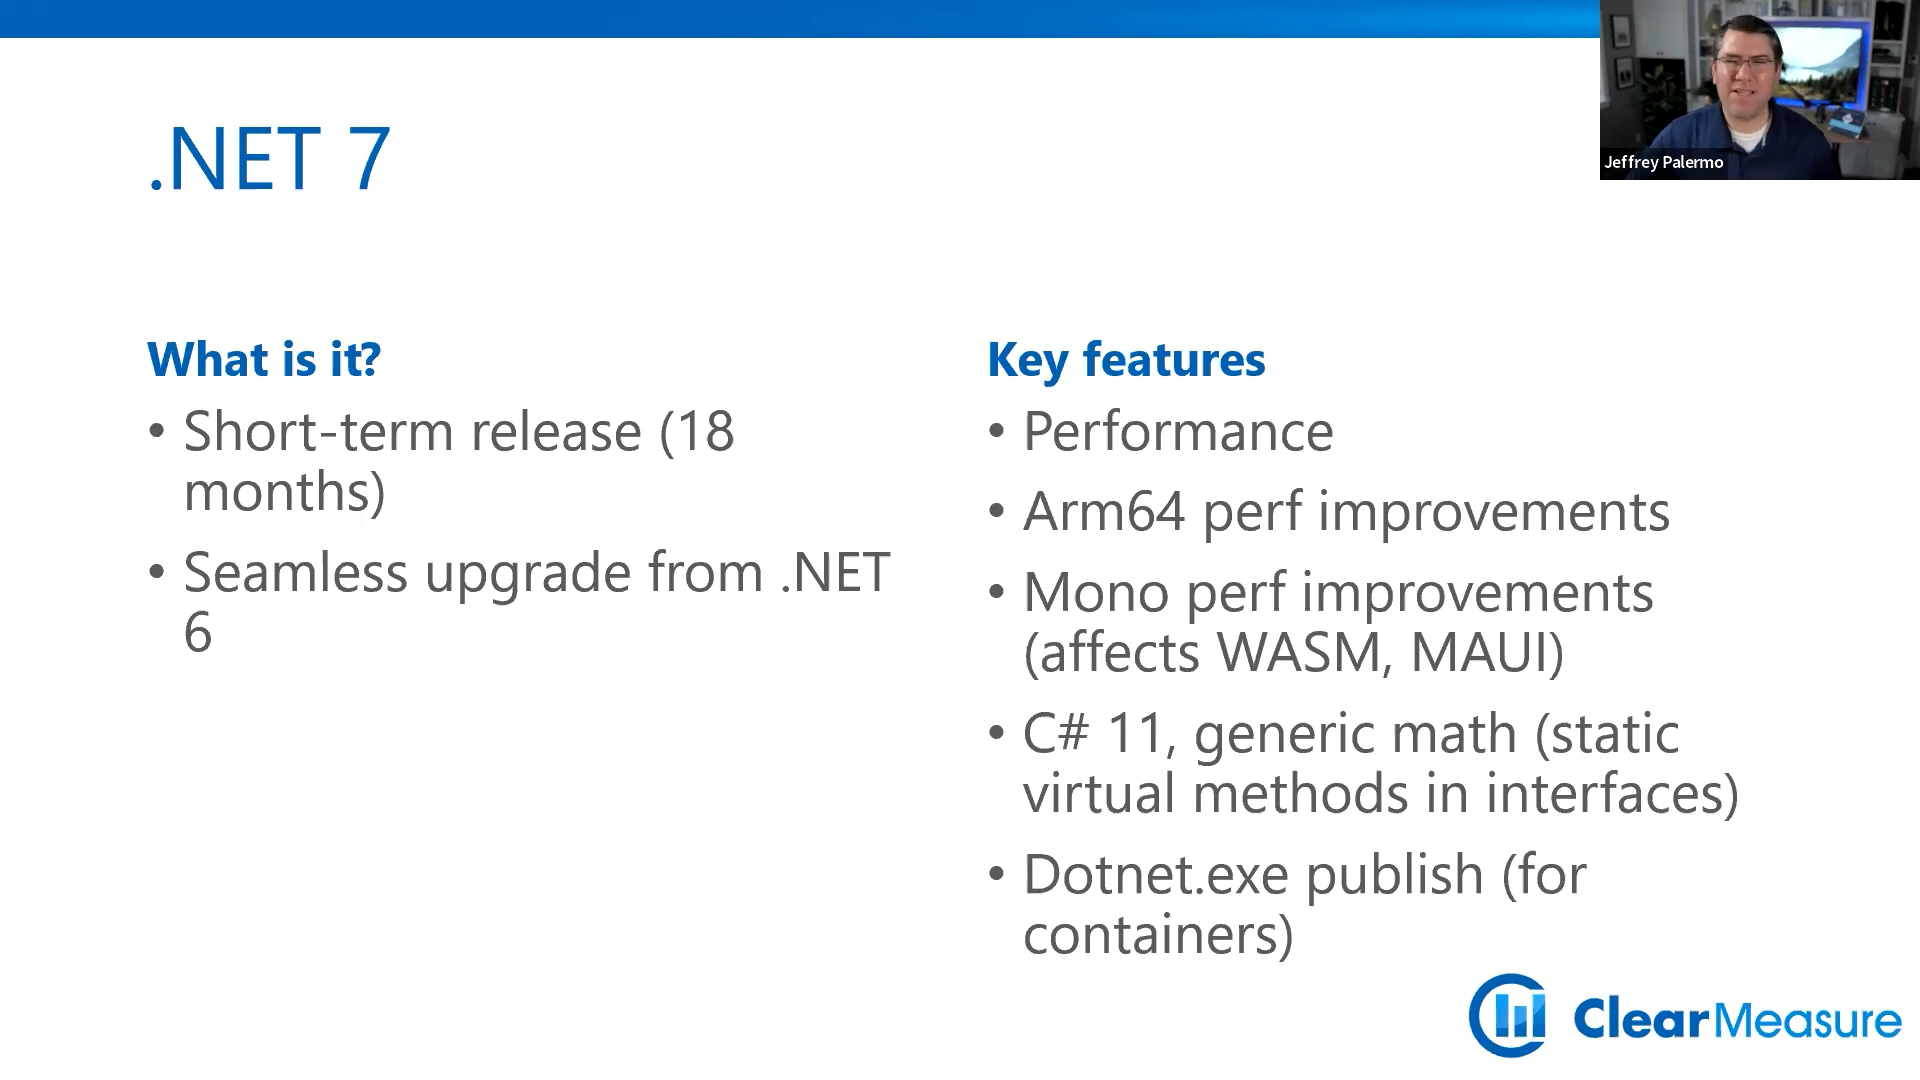 Jeffrey Palermo
.NET 7
What is it?
• Short-term release (18
months)
• Seamless upgrade from .NET
6
Key features
• Performance
• Arm64 perf improvements
• Mono perf improvements
(affects WASM, MAUI)
• C# 11, generic math (static
virtual methods in interfaces)
• Dotnet.exe publish (for
containers)
ClearMeasure